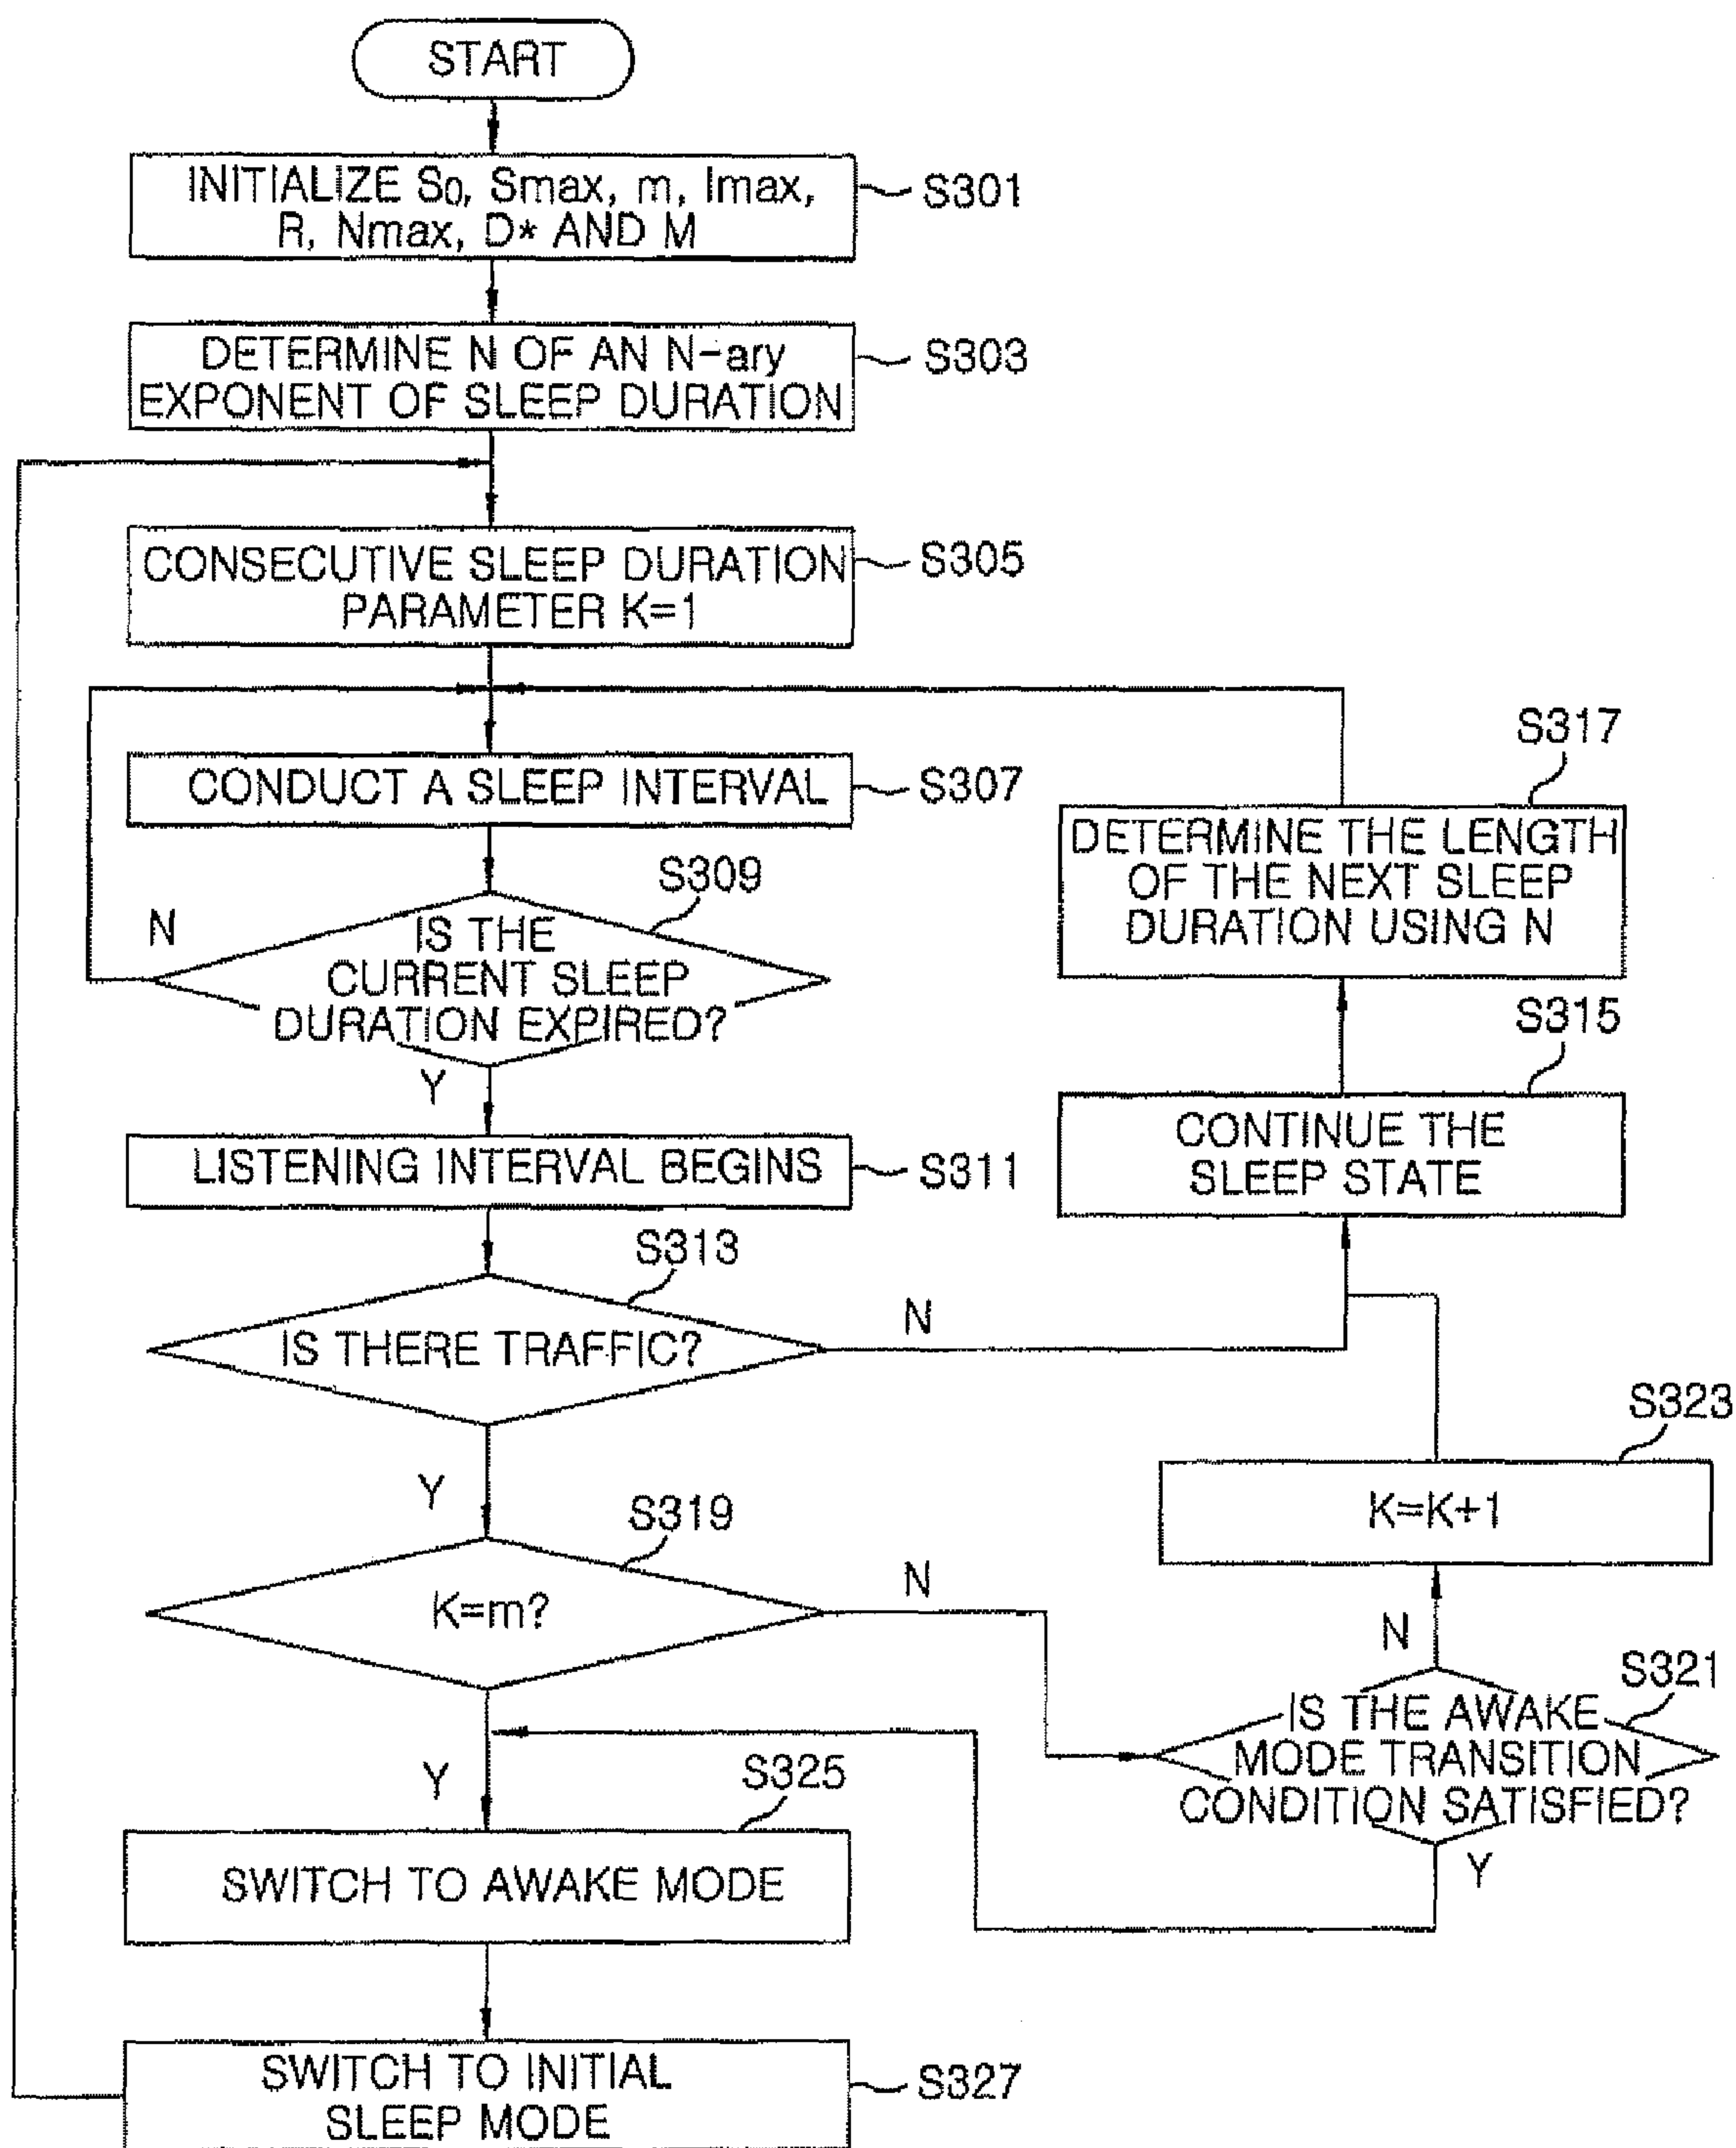 START
INITIALIZE S0, Smax, m, Imax,
R, Nmax, D* AND M
S301
DETERMINE N OF AN N-ary
EXPONENT OF SLEEP DURATION
S303
CONSECUTIVE SLEEP DURATION
PARAMETER K=1
S305
CONDUCT A SLEEP INTERVAL
S307
S309
IS THE
CURRENT SLEEP
DURATION EXPIRED?
N
Y
S317
DETERMINE THE LENGTH
OF THE NEXT SLEEP
DURATION USING N
S315
CONTINUE THE
SLEEP STATE
LISTENING INTERVAL BEGINS
S311
S313
IS THERE TRAFFIC?
N
Y
S323
K=K+1
S319
K=m?
N
Y
N
S321
IS THE AWAKE
MODE TRANSITION
CONDITION SATISFIED?
Y
S325
SWITCH TO AWAKE MODE
SWITCH TO INITIAL
SLEEP MODE
S327